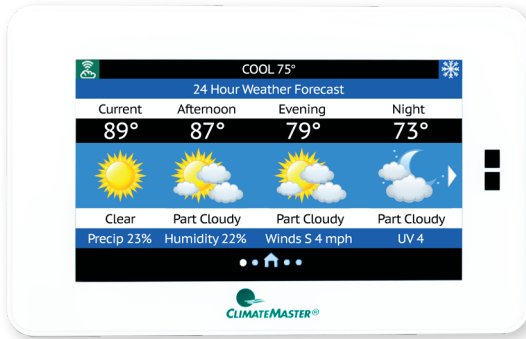 COOL 75°
24 Hour Weather Forecast
Current Afternoon Evening Night
89° 87° 79° 73°
Clear Part Cloudy Part Cloudy Part Cloudy
Precip 23% Humidity 22% Winds S 4 mph UV 4
CLIMATEMASTER®